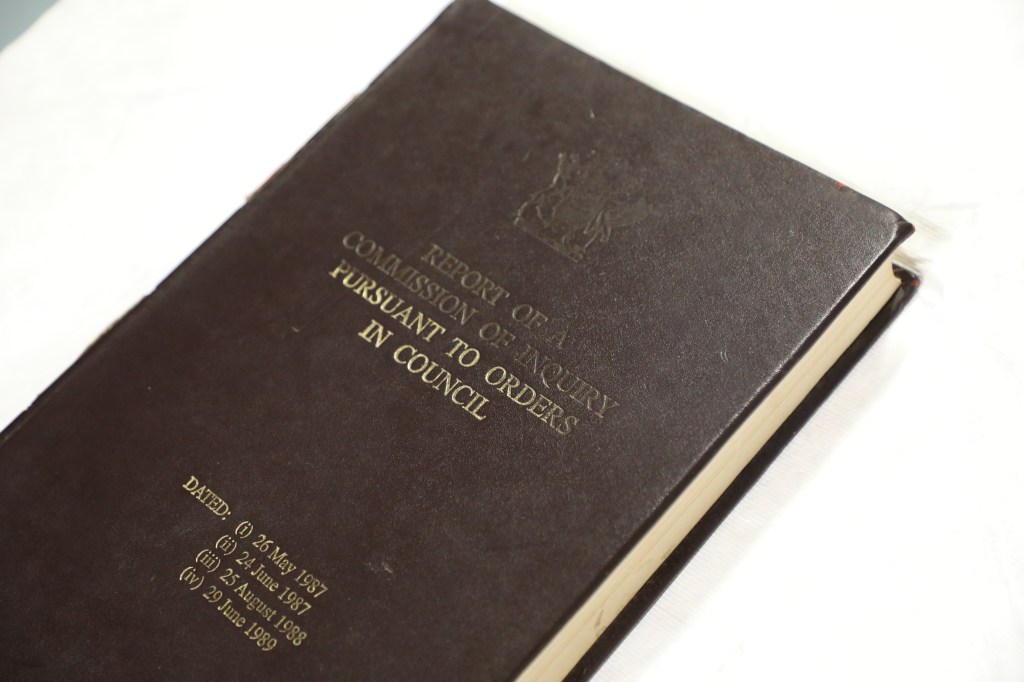 REPORT OF A
COMMISSION OF INQUIRY
PURSUANT TO ORDERS
IN COUNCIL
DATED: (i) 26 May 1987
(ii) 24 June 1987
(iii) 25 August 1988
(iv) 29 June 1989